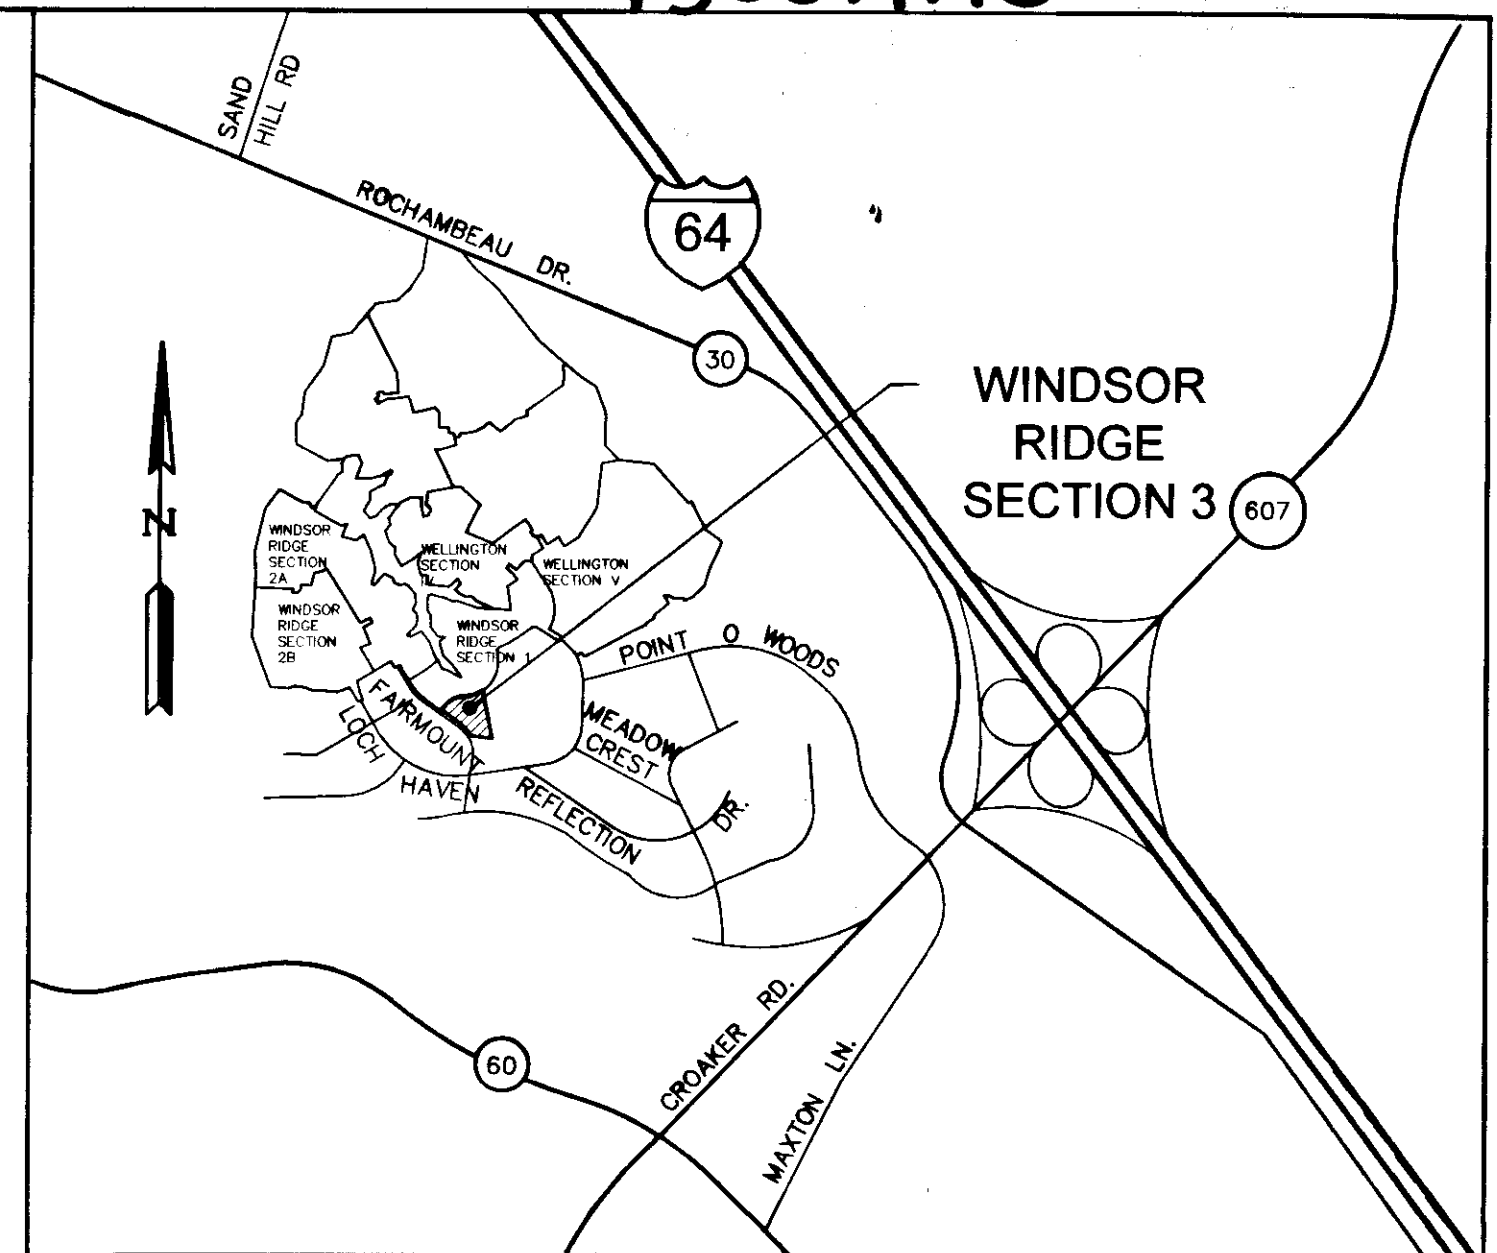 SAND
HILL RD
ROCHAMBEAU DR.
64
30
WINDSOR
RIDGE
SECTION 3
607
N
WINDSOR
RIDGE
SECTION
2A
WELLINGTON
SECTION
WELLINGTON
SECTION V
WINDSOR
RIDGE
SECTION
2B
WINDSOR
RIDGE
SECTION 1
POINT O WOODS
FAIRMOUNT
LOCH
HAVEN
MEADOW
CREST
REFLECTION
DR.
CROAKER RD.
MAXTON LN.
60